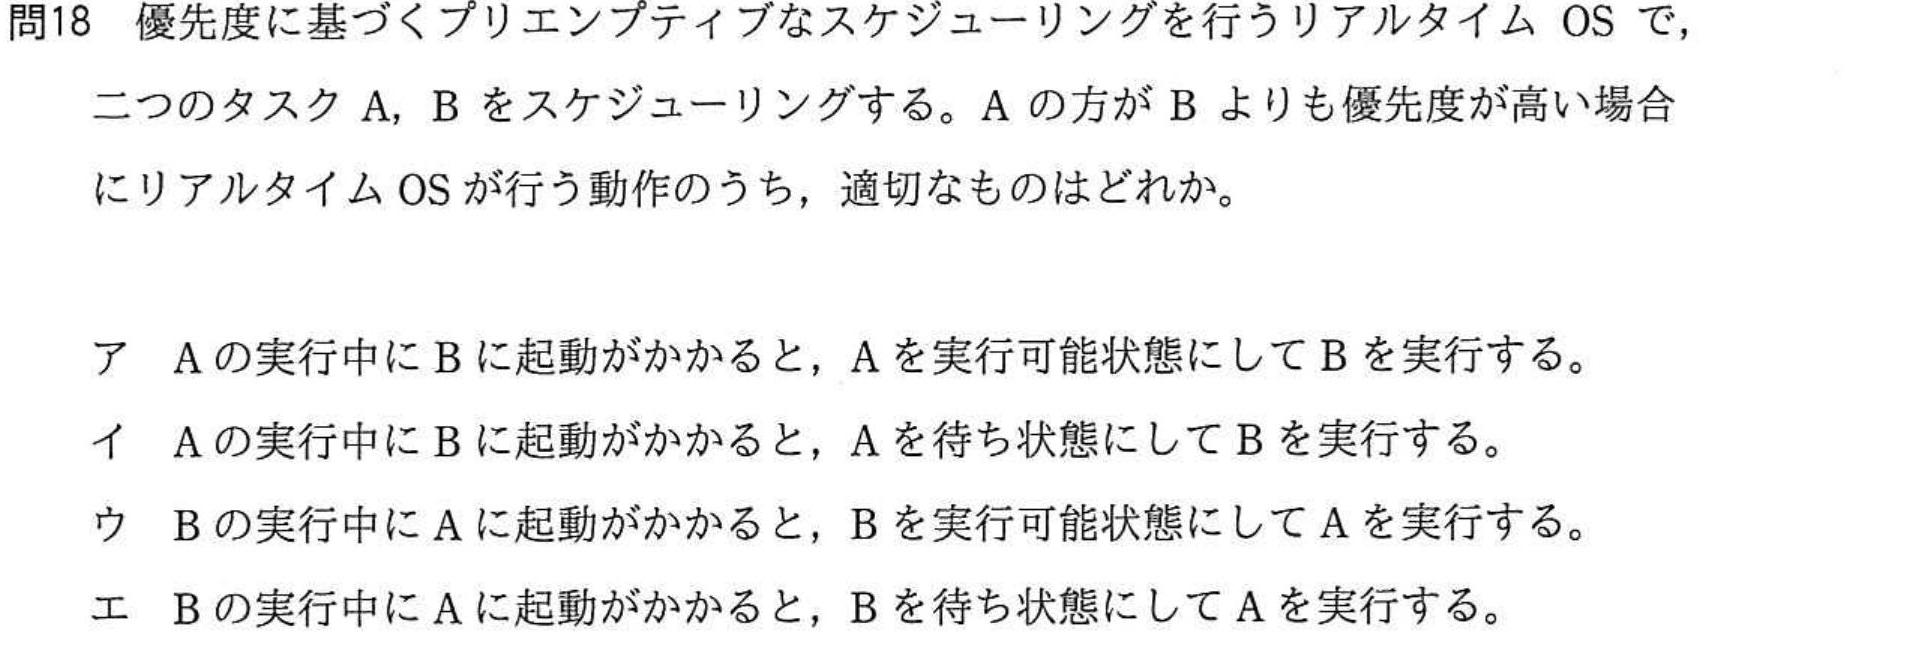 問18 優先度に基づくプリエンプティブなスケジューリングを行うリアルタイム OS で,
二つのタスク A, B をスケジューリングする。A の方が B よりも優先度が高い場合
にリアルタイム OS が行う動作のうち, 適切なものはどれか。
ア A の実行中に B に起動がかかると, A を実行可能状態にして B を実行する。
イ A の実行中に B に起動がかかると, A を待ち状態にして B を実行する。
ウ B の実行中に A に起動がかかると, B を実行可能状態にして A を実行する。
エ B の実行中に A に起動がかかると, B を待ち状態にして A を実行する。